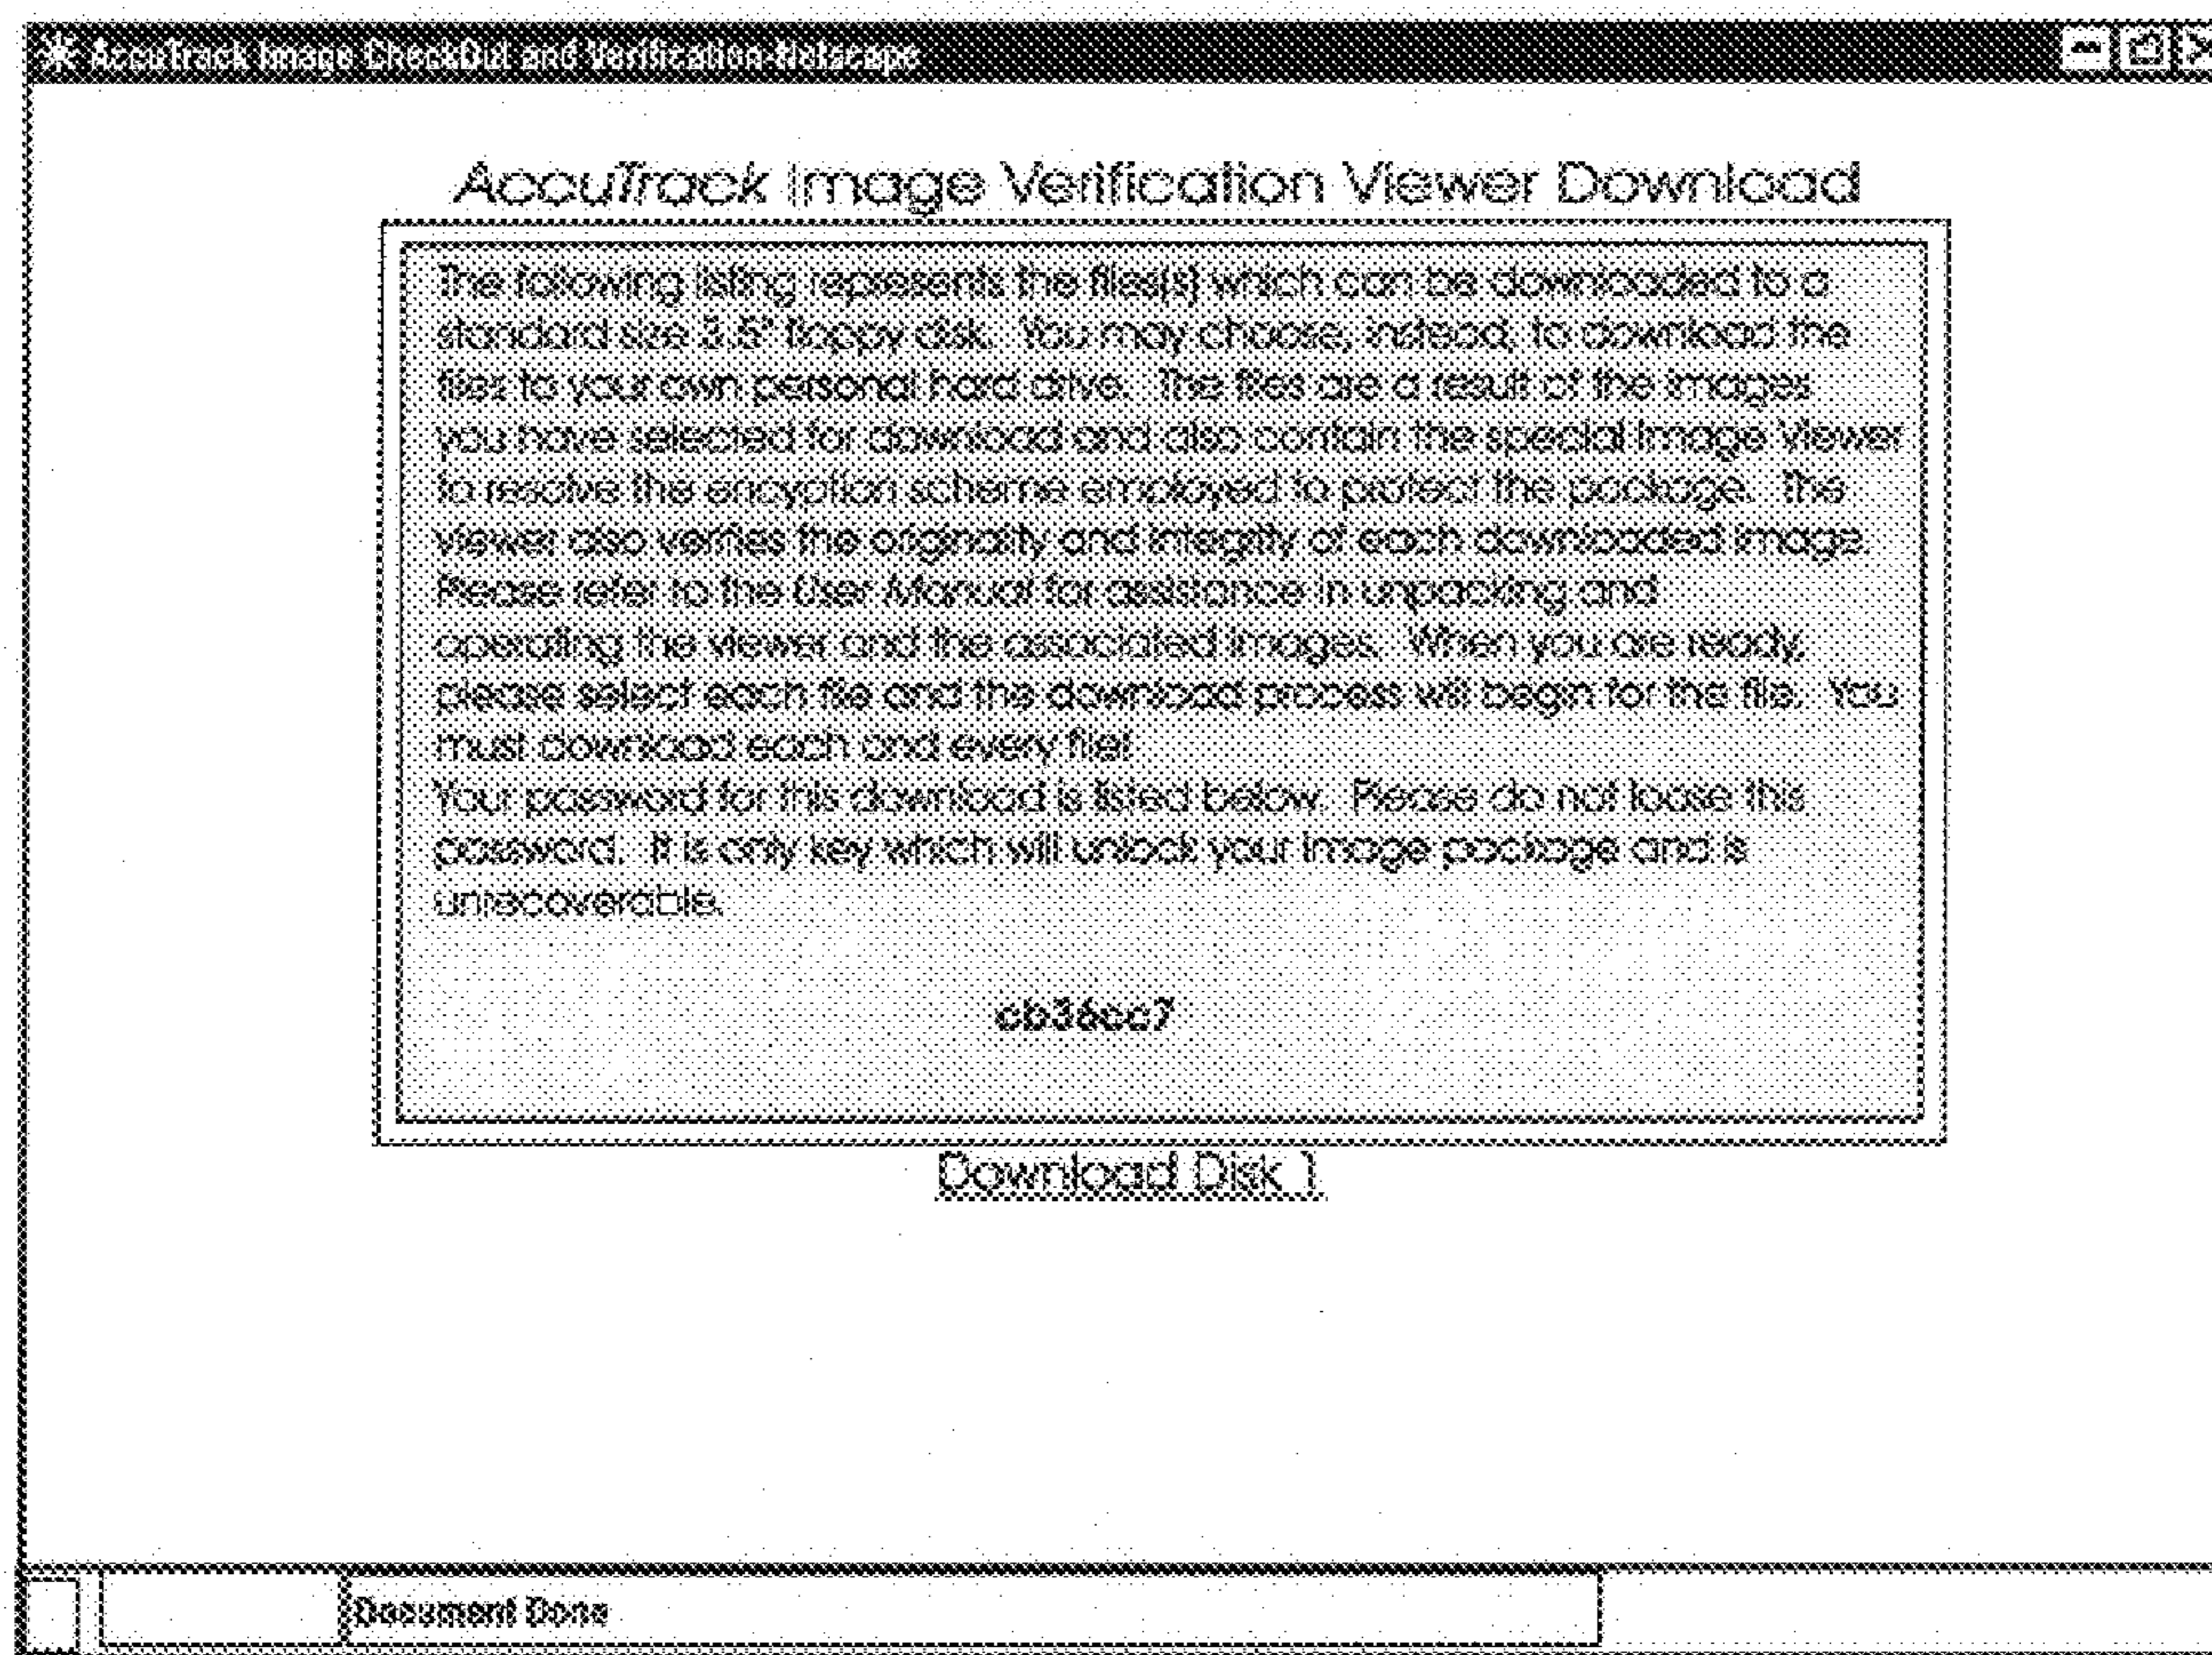 AccuTrack Image CheckOut and Verification-Netscape
AccuTrack Image Verification Viewer Download
The following listing represents the files(s) which can be downloaded to a
standard size 3.5" floppy disk. You may choose, instead, to download the
files to your own personal hard drive. The files are a result of the images
you have selected for download and also contain the special Image Viewer
to resolve the encyption scheme employed to protect the package. The
viewer also verifies the originality and integrity of each downloaded image.
Please refer to the User Manual for assistance in unpacking and
operating the viewer and the associated images. When you are ready,
please select each file and the download process will begin for the file. You
must download each and every file!
Your password for this download is listed below. Please do not loose this
password. It is only key which will unlock your image package and is
unrecoverable.
cb36cc7
Download Disk 1
Document Done